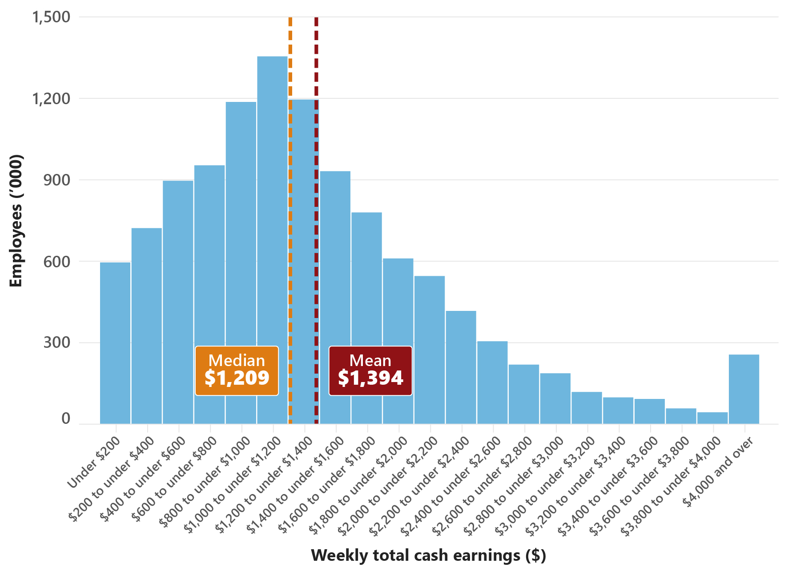 1,500
1,200
900
600
300
0
Employees (’000)
Median
$1,209
Mean
$1,394
Under $200
$200 to under $400
$400 to under $600
$600 to under $800
$800 to under $1,000
$1,000 to under $1,200
$1,200 to under $1,400
$1,400 to under $1,600
$1,600 to under $1,800
$1,800 to under $2,000
$2,000 to under $2,200
$2,200 to under $2,400
$2,400 to under $2,600
$2,600 to under $2,800
$2,800 to under $3,000
$3,000 to under $3,200
$3,200 to under $3,400
$3,400 to under $3,600
$3,600 to under $3,800
$3,800 to under $4,000
$4,000 and over
Weekly total cash earnings ($)